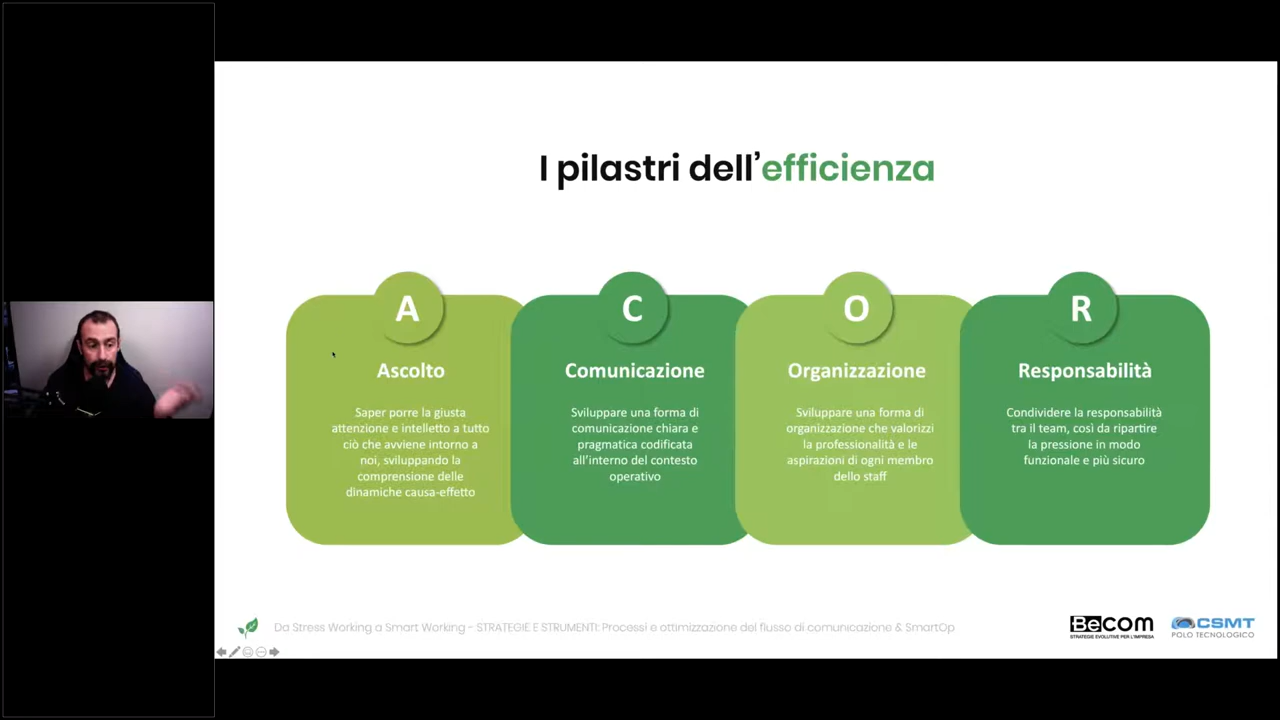 I pilastri dell'efficienza
A
Ascolto
Saper porre la giusta
attenzione e intelletto a tutto
ciò che avviene intorno a
noi, sviluppando la
comprensione delle
dinamiche causa-effetto
C
Comunicazione
Sviluppare una forma di
comunicazione chiara e
pragmatica codificata
all'interno del contesto
operativo
O
Organizzazione
Sviluppare una forma di
organizzazione che valorizzi
la professionalità e le
aspirazioni di ogni membro
dello staff
R
Responsabilità
Condividere la responsabilità
tra il team, così da ripartire
la pressione in modo
funzionale e più sicuro
Da Stress Working a Smart Working - STRATEGIE E STRUMENTI: Processi e ottimizzazione del flusso di comunicazione & SmartOp
BeCOM
STRATEGIE EVOLUTIVE PER L'IMPRESA
CSMT
POLO TECNOLOGICO